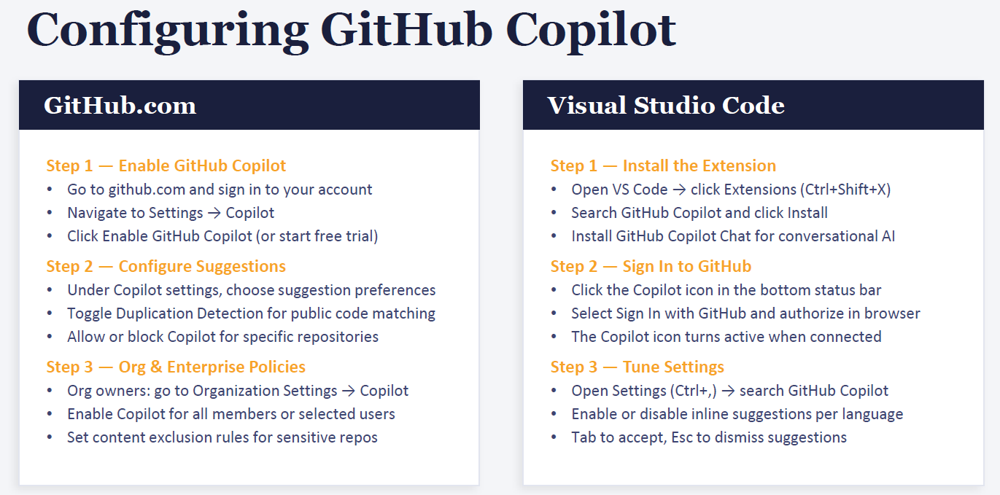 Configuring GitHub Copilot
GitHub.com
Step 1 — Enable GitHub Copilot
• Go to github.com and sign in to your account
• Navigate to Settings → Copilot
• Click Enable GitHub Copilot (or start free trial)
Step 2 — Configure Suggestions
• Under Copilot settings, choose suggestion preferences
• Toggle Duplication Detection for public code matching
• Allow or block Copilot for specific repositories
Step 3 — Org & Enterprise Policies
• Org owners: go to Organization Settings → Copilot
• Enable Copilot for all members or selected users
• Set content exclusion rules for sensitive repos
Visual Studio Code
Step 1 — Install the Extension
• Open VS Code → click Extensions (Ctrl+Shift+X)
• Search GitHub Copilot and click Install
• Install GitHub Copilot Chat for conversational AI
Step 2 — Sign In to GitHub
• Click the Copilot icon in the bottom status bar
• Select Sign In with GitHub and authorize in browser
• The Copilot icon turns active when connected
Step 3 — Tune Settings
• Open Settings (Ctrl+,) → search GitHub Copilot
• Enable or disable inline suggestions per language
• Tab to accept, Esc to dismiss suggestions